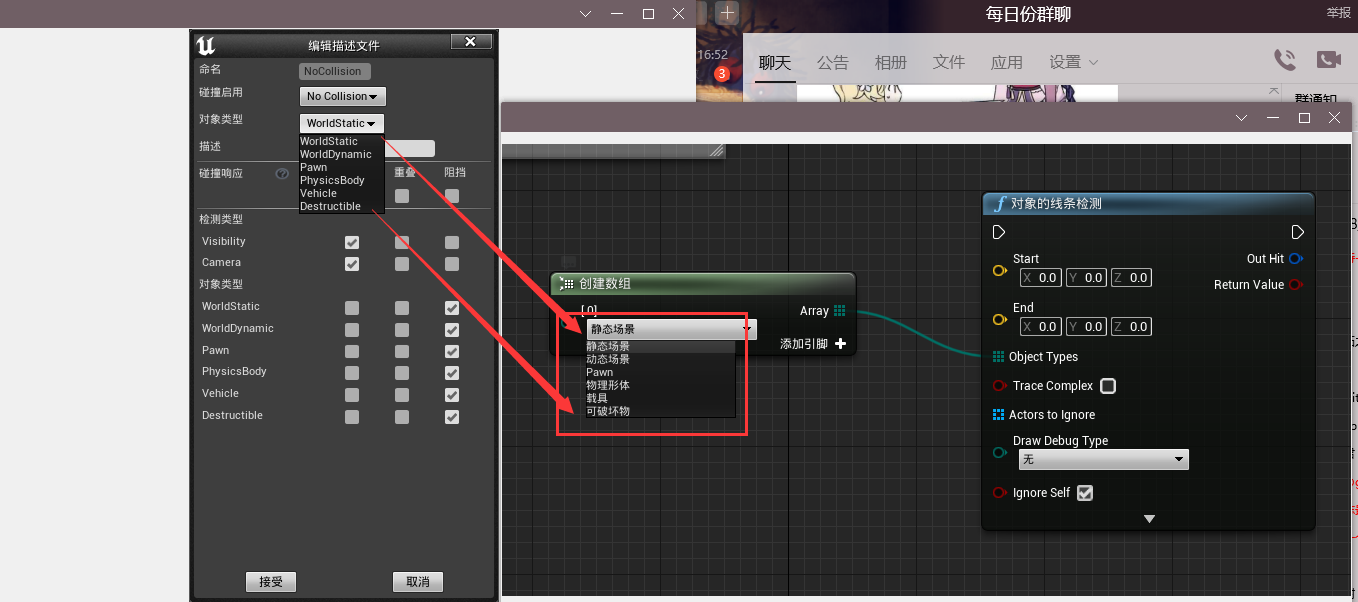 每日份群聊
举报
16:52
3
聊天
公告
相册
文件
应用
设置
群通知
编辑描述文件
命名
NoCollision
碰撞启用
No Collision
对象类型
WorldStatic
WorldStatic
WorldDynamic
Pawn
PhysicsBody
Vehicle
Destructible
描述
碰撞响应
重叠
阻挡
检测类型
Visibility
Camera
对象类型
WorldStatic
WorldDynamic
Pawn
PhysicsBody
Vehicle
Destructible
接受
取消
创建数组
[0]
Array
静态场景
添加引脚
静态场景
动态场景
Pawn
物理形体
载具
可破坏物
对象的线条检测
Start
X 0.0 Y 0.0 Z 0.0
Out Hit
Return Value
End
X 0.0 Y 0.0 Z 0.0
Object Types
Trace Complex
Actors to Ignore
Draw Debug Type
无
Ignore Self